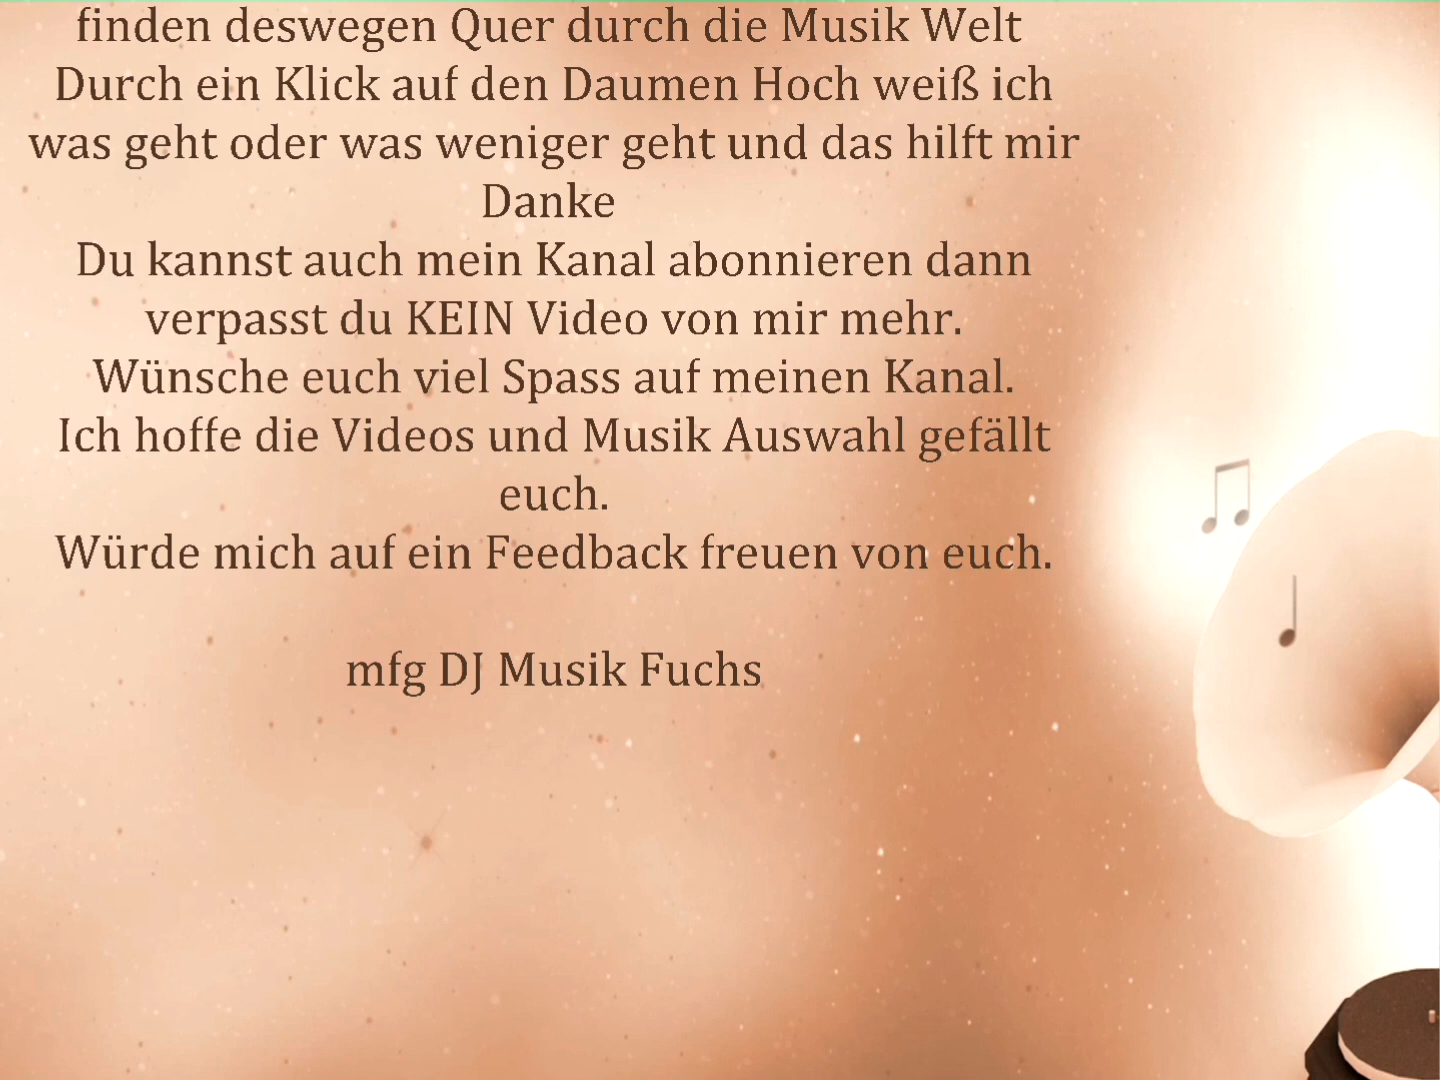 finden deswegen Quer durch die Musik Welt
Durch ein Klick auf den Daumen Hoch weiß ich
was geht oder was weniger geht und das hilft mir
Danke
Du kannst auch mein Kanal abonnieren dann
verpasst du KEIN Video von mir mehr.
Wünsche euch viel Spass auf meinen Kanal.
Ich hoffe die Videos und Musik Auswahl gefällt
euch.
Würde mich auf ein Feedback freuen von euch.
mfg DJ Musik Fuchs